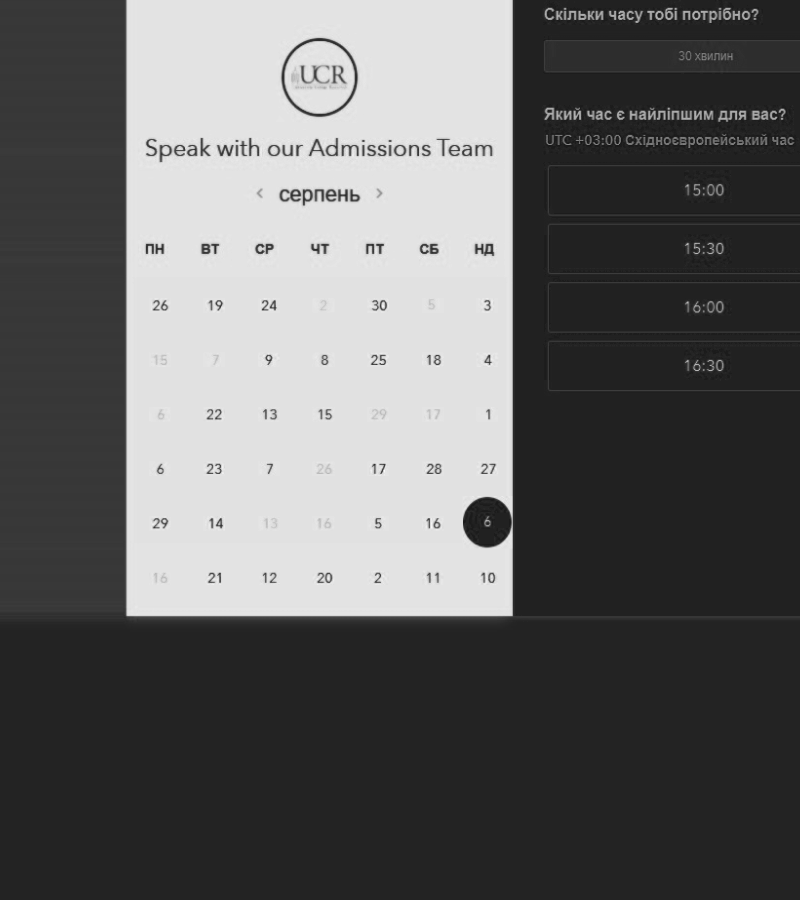 UCR
Speak with our Admissions Team
‹ серпень ›
ПН ВТ СР ЧТ ПТ СБ НД
26 19 24 2 30 5 3
15 7 9 8 25 18 4
6 22 13 15 29 17 1
6 23 7 26 17 28 27
29 14 13 16 5 16 6
16 21 12 20 2 11 10
Скільки часу тобі потрібно?
30 хвилин
Який час є найліпшим для вас?
UTC +03:00 Східноєвропейський час
15:00
15:30
16:00
16:30